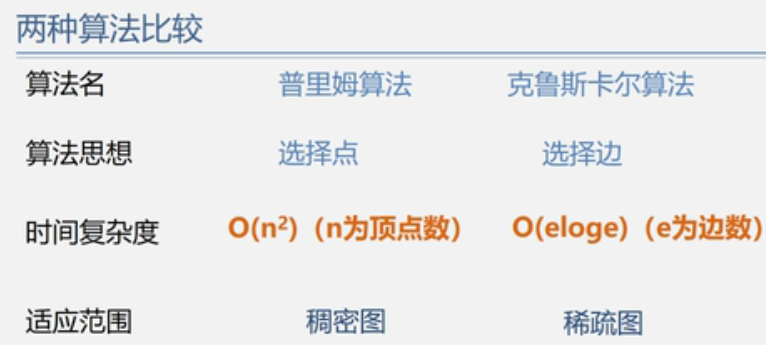 两种算法比较
算法名 普里姆算法 克鲁斯卡尔算法
算法思想 选择点 选择边
时间复杂度 O(n²)（n为顶点数） O(eloge)（e为边数）
适应范围 稠密图 稀疏图